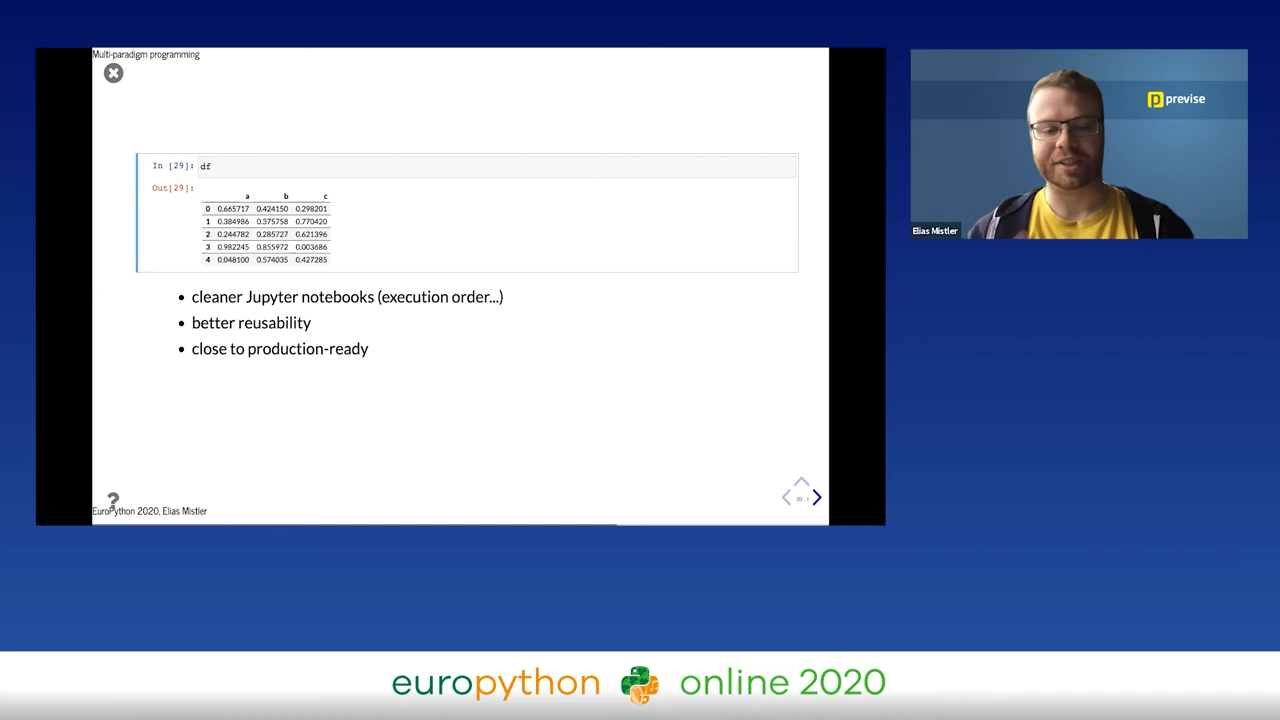 Multi-paradigm programming
In [29]: df
Out[29]:
a b c
0 0.665717 0.424150 0.298201
1 0.384986 0.375758 0.770420
2 0.244782 0.285727 0.621396
3 0.982245 0.855972 0.003686
4 0.048100 0.574035 0.427285
• cleaner Jupyter notebooks (execution order...)
• better reusability
• close to production-ready
?
EuroPython 2020, Elias Mistler
30.1
p previse
Elias Mistler
europython online 2020